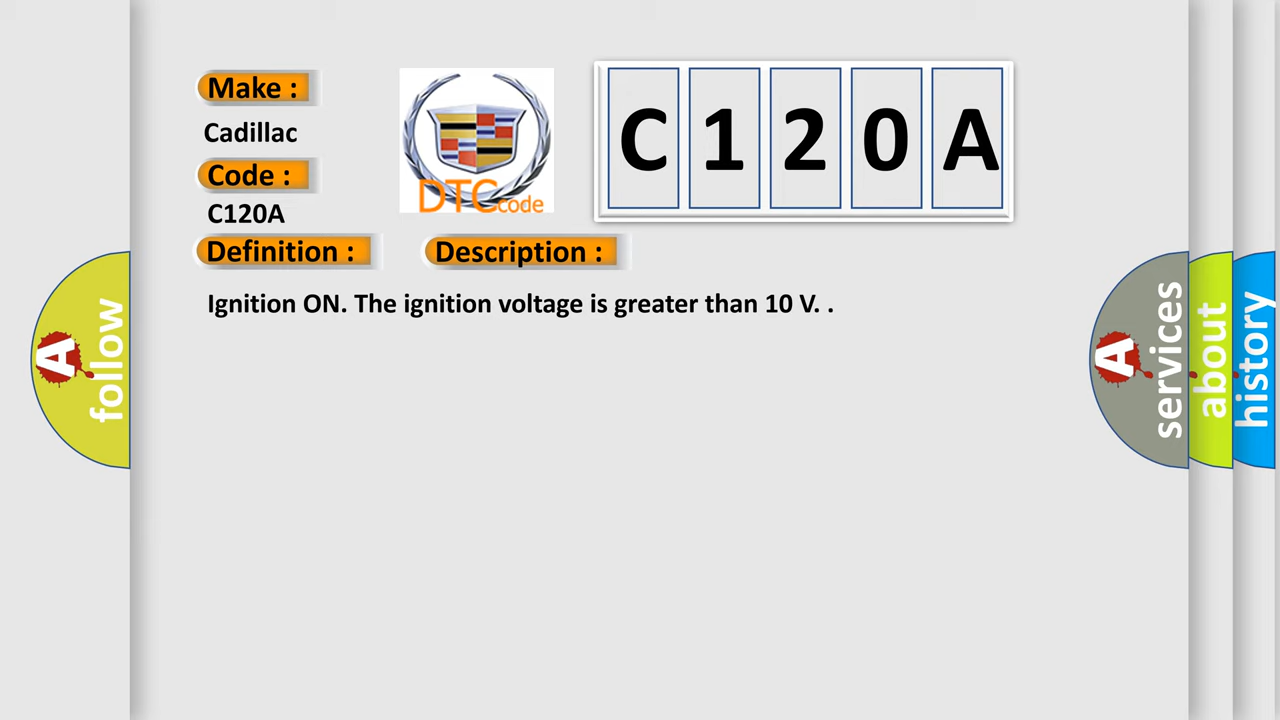 Make :
Cadillac
Code :
C120A
Definition :
Description :
Ignition ON. The ignition voltage is greater than 10 V. .
DTCcode
C120A
A follow
A services
about
history